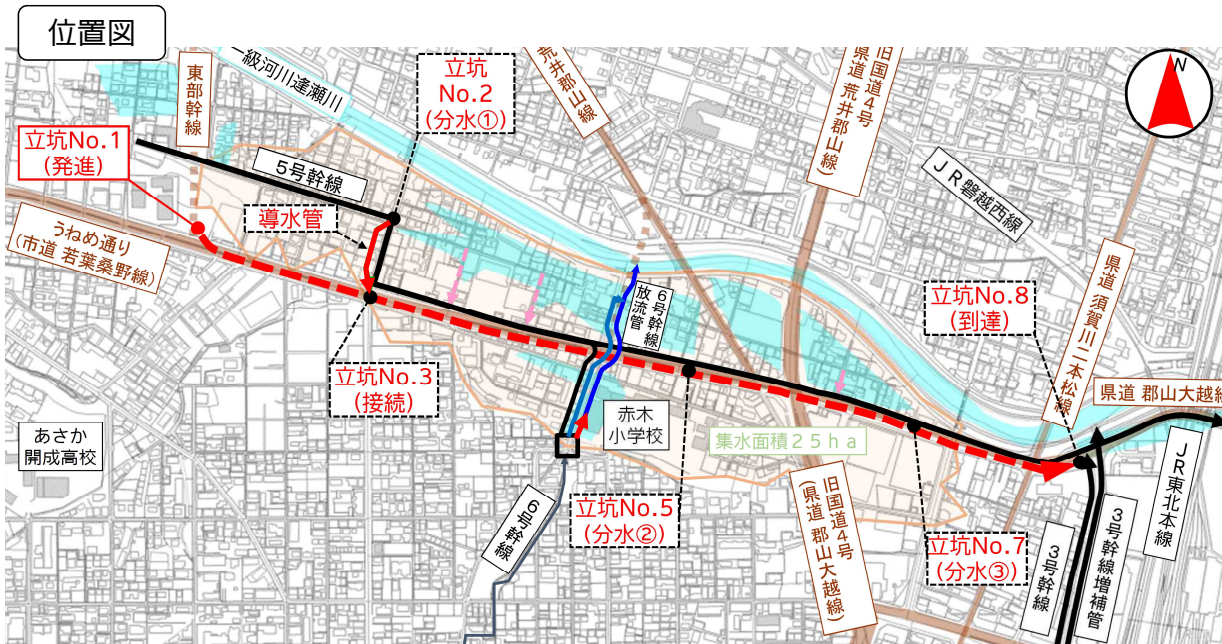 位置図
N
東部幹線
一級河川逢瀬川
立坑
No.2
(分水①)
荒井郡山線
旧国道4号
県道 荒井郡山線)
立坑No.1
(発進)
5号幹線
導水管
うねめ通り
(市道 若葉桑野線)
JR磐越西線
県道 須賀川二本松線
立坑No.8
(到達)
6号幹線
放流管
立坑No.3
(接続)
県道 郡山大越線
赤木
小学校
集水面積25ha
あさか
開成高校
旧国道4号
(県道 郡山大越線)
JR東北本線
6号幹線
立坑No.5
(分水②)
立坑No.7
(分水③)
3号幹線
3号幹線増補管